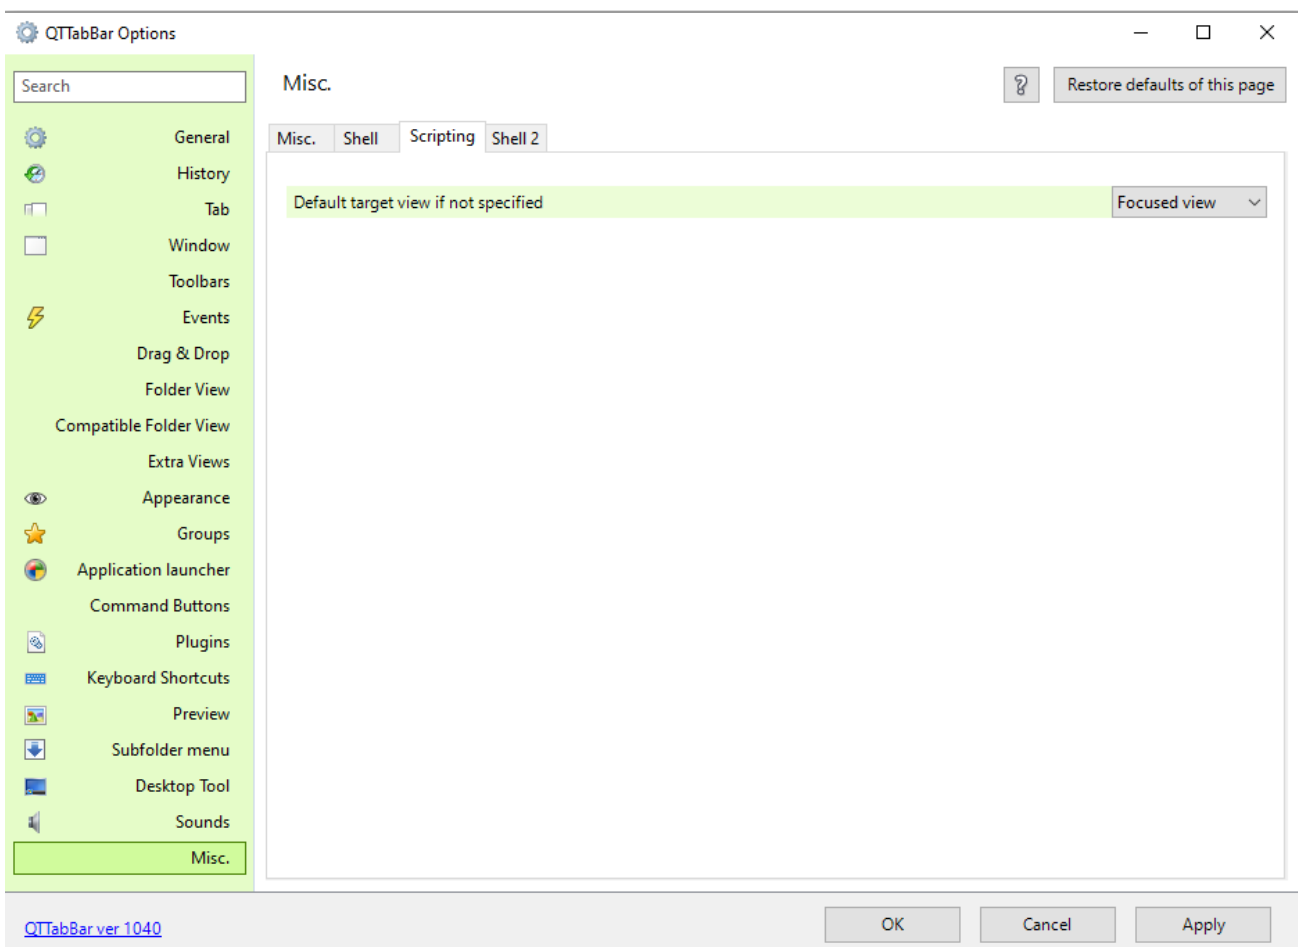 QTTabBar Options
Search
Misc.
?
Restore defaults of this page
General
History
Tab
Window
Toolbars
Events
Drag & Drop
Folder View
Compatible Folder View
Extra Views
Appearance
Groups
Application launcher
Command Buttons
Plugins
Keyboard Shortcuts
Preview
Subfolder menu
Desktop Tool
Sounds
Misc.
Misc. Shell Scripting Shell 2
Default target view if not specified Focused view
QTTabBar ver 1040
OK Cancel Apply